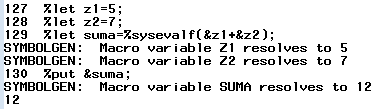 127  %let z1=5;
128  %let z2=7;
129  %let suma=%sysevalf(&z1+&z2);
SYMBOLGEN:  Macro variable Z1 resolves to 5
SYMBOLGEN:  Macro variable Z2 resolves to 7
130  %put &suma;
SYMBOLGEN:  Macro variable SUMA resolves to 12
12